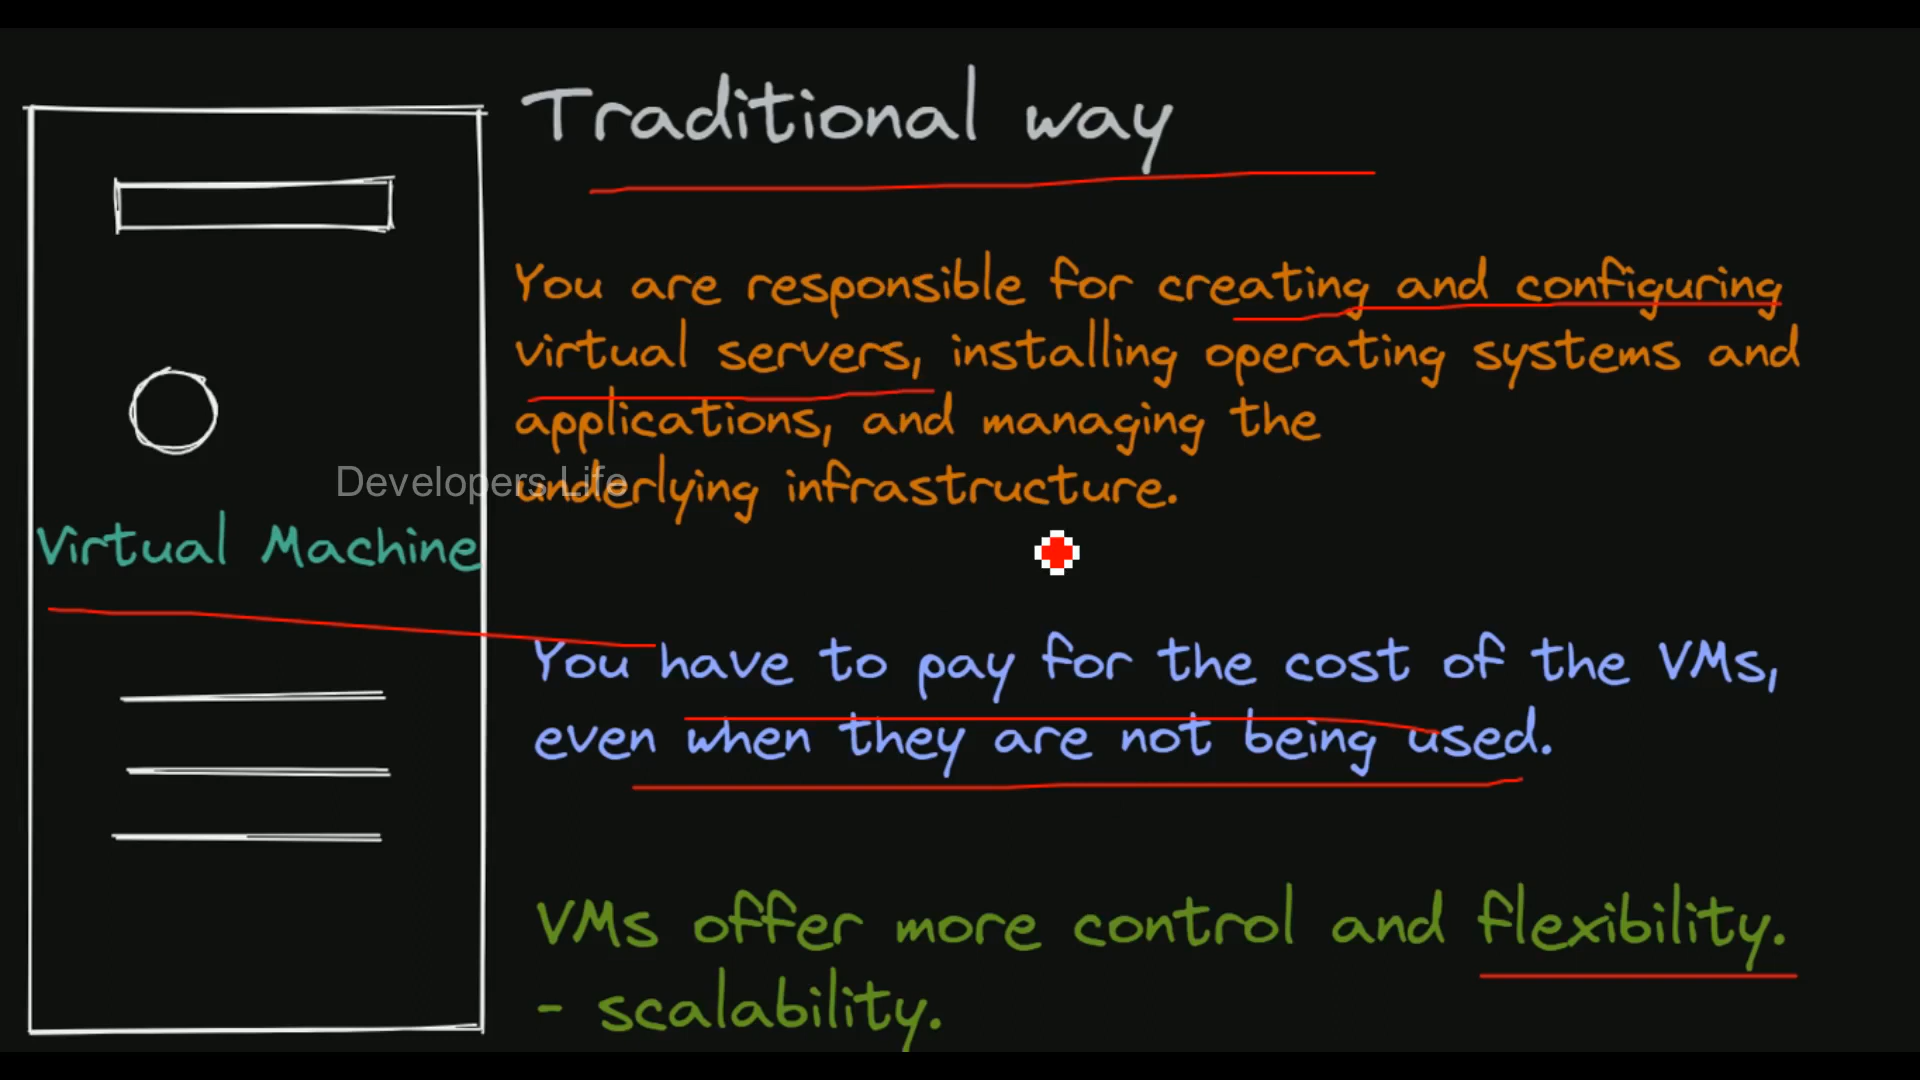 Traditional way
You are responsible for creating and configuring
virtual servers, installing operating systems and
applications, and managing the
underlying infrastructure.
Developers Life
Virtual Machine
You have to pay for the cost of the VMs,
even when they are not being used.
VMs offer more control and flexibility.
- scalability.